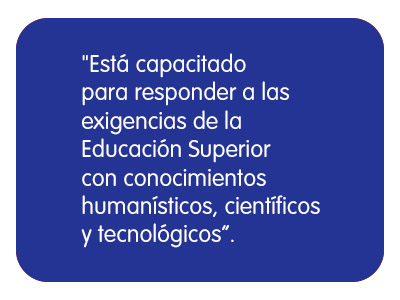 "Está capacitado
para responder a las
exigencias de la
Educación Superior
con conocimientos
humanísticos, científicos
y tecnológicos”.